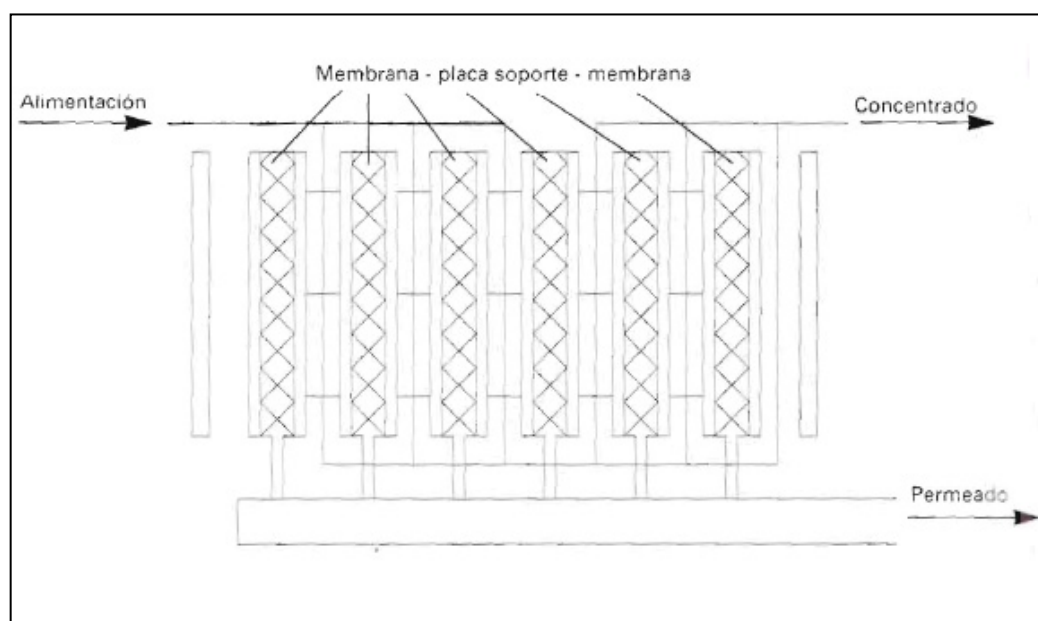 Membrana - placa soporte - membrana
Alimentación
Concentrado
Permeado